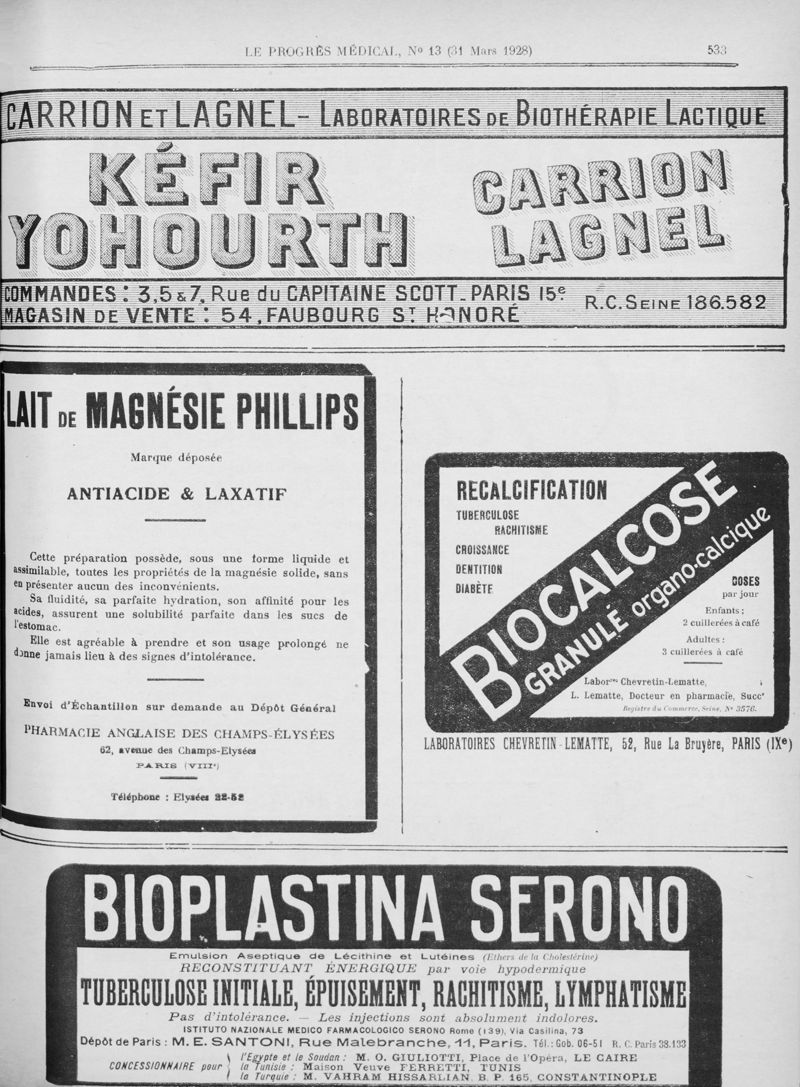 LE PROGRÈS MÉDICAL, No 13 (31 Mars 1928)
533
CARRION ET LAGNEL – LABORATOIRES DE BIOTHÉRAPIE LACTIQUE
KÉFIR
YOHOURTH
CARRION
LAGNEL
COMMANDES : 3,5 & 7, Rue du CAPITAINE SCOTT_PARIS 15e
MAGASIN DE VENTE : 54, FAUBOURG ST HONORÉ
R.C. SEINE 186.582
LAIT DE MAGNÉSIE PHILLIPS
Marque déposée
ANTIACIDE & LAXATIF
Cette préparation possède, sous une forme liquide et
assimilable, toutes les propriétés de la magnésie solide, sans
en présenter aucun des inconvénients.
Sa fluidité, sa parfaite hydration, son affinité pour les
acides, assurent une solubilité parfaite dans les sucs de
l'estomac.
Elle est agréable à prendre et son usage prolongé ne
donne jamais lieu à des signes d'intolérance.
Envoi d'Échantillon sur demande au Dépôt Général
PHARMACIE ANGLAISE DES CHAMPS-ÉLYSÉES
62, avenue des Champs-Elysées
PARIS (VIIIe)
Téléphone : Elysées 22-52
RECALCIFICATION
TUBERCULOSE
RACHITISME
CROISSANCE
DENTITION
DIABÈTE
BIOCALCOSE
GRANULÉ organo-calcique
DOSES
par jour
Enfants ;
2 cuillerées à café
Adultes :
3 cuillerées à café
Laborres Chevretin-Lematte,
L. Lematte, Docteur en pharmacie, Succr
Registre du Commerce, Seine, No 3576.
LABORATOIRES CHEVRETIN-LEMATTE, 52, Rue La Bruyère, PARIS (IXe)
BIOPLASTINA SERONO
Emulsion Aseptique de Lécithine et Lutéines (Ethers de la Cholestérine)
RECONSTITUANT ÉNERGIQUE par voie hypodermique
TUBERCULOSE INITIALE, ÉPUISEMENT, RACHITISME, LYMPHATISME
Pas d'intolérance. — Les injections sont absolument indolores.
ISTITUTO NAZIONALE MEDICO FARMACOLOGICO SERONO Rome (139), Via Casilina, 73
Dépôt de Paris : M. E. SANTONI, Rue Malebranche, 11, Paris. Tél.: Gob. 06-51 R. C. Paris 38.133
CONCESSIONNAIRE pour
l'Egypte et le Soudan : M. O. GIULIOTTI, Place de l'Opéra, LE CAIRE
la Tunisie : Maison Veuve FERRETTI, TUNIS
la Turquie : M. VAHRAM HISSARLIAN, B. P. 165, CONSTANTINOPLE